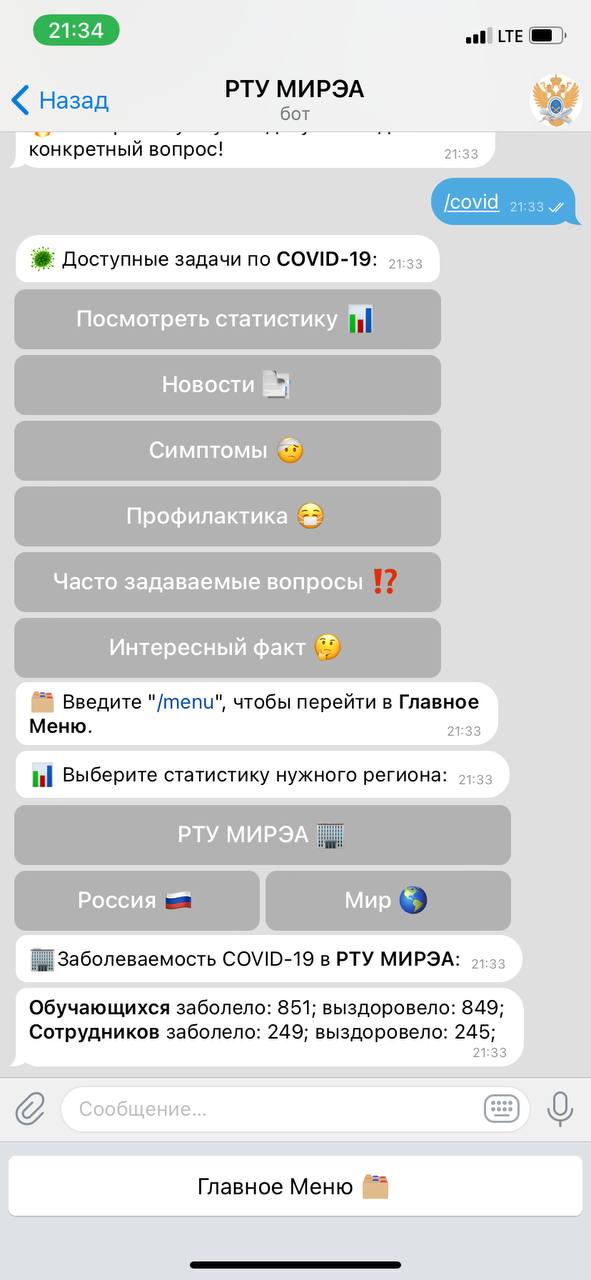 21:34
LTE
Назад
РТУ МИРЭА
бот
конкретный вопрос!
21:33
/covid
21:33
Доступные задачи по COVID-19:
21:33
Посмотреть статистику
Новости
Симптомы
Профилактика
Часто задаваемые вопросы ⁉
Интересный факт
Введите "/menu", чтобы перейти в Главное
Меню.
21:33
Выберите статистику нужного региона:
21:33
РТУ МИРЭА
Россия
Мир
Заболеваемость COVID-19 в РТУ МИРЭА:
21:33
Обучающихся заболело: 851; выздоровело: 849;
Сотрудников заболело: 249; выздоровело: 245;
21:33
Сообщение...
Главное Меню